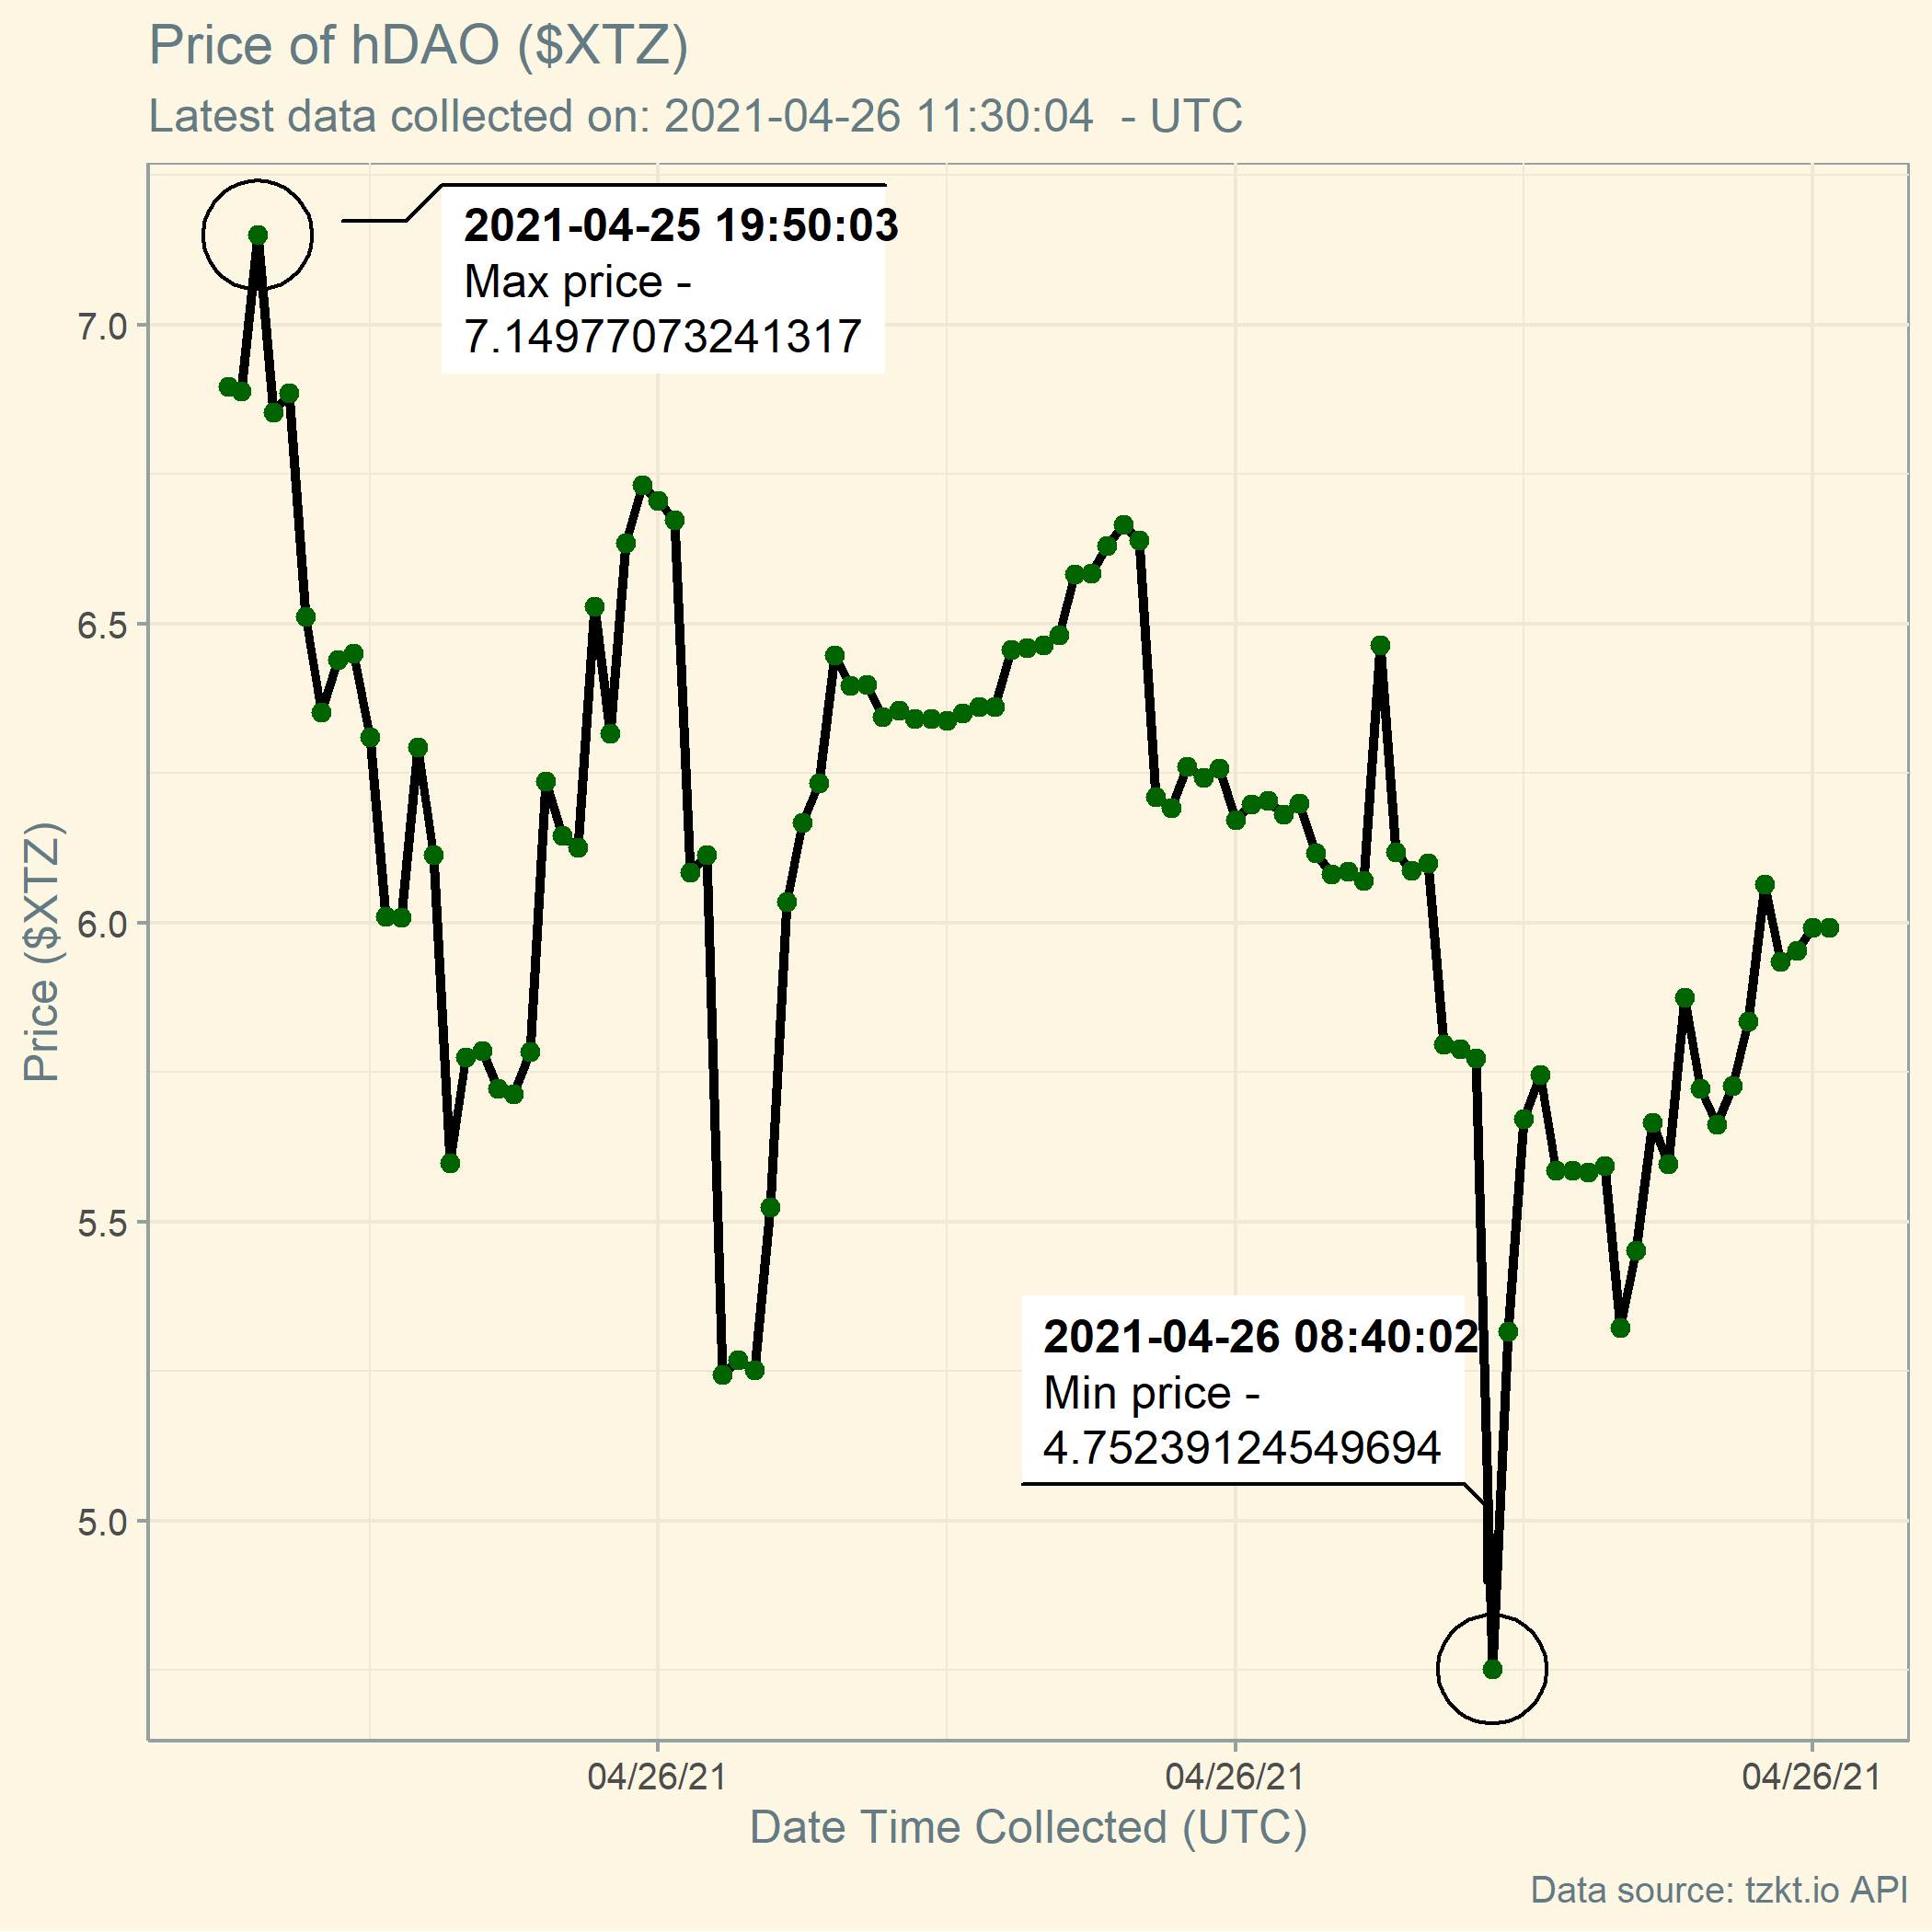 Price of hDAO ($XTZ)
Latest data collected on: 2021-04-26 11:30:04  - UTC
2021-04-25 19:50:03
Max price -
7.14977073241317
7.0
6.5
6.0
5.5
5.0
Price ($XTZ)
2021-04-26 08:40:02
Min price -
4.75239124549694
04/26/21
04/26/21
04/26/21
Date Time Collected (UTC)
Data source: tzkt.io API